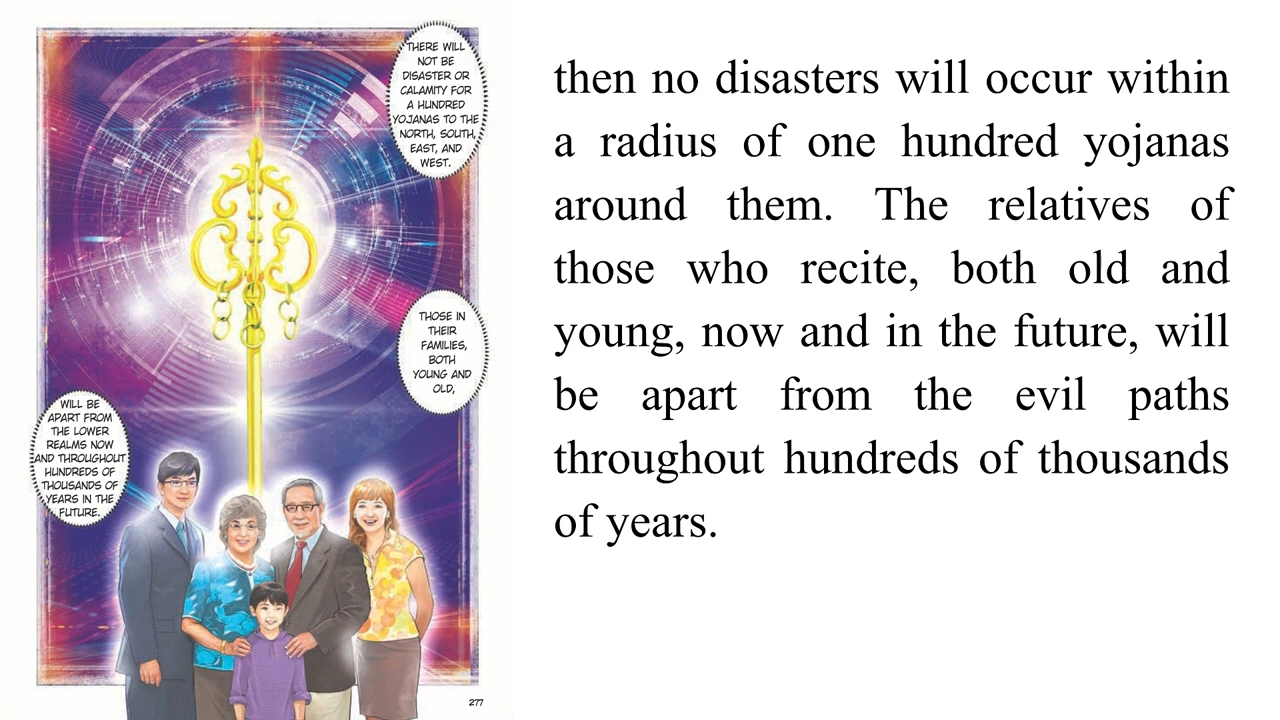 THERE WILL
NOT BE
DISASTER OR
CALAMITY FOR
A HUNDRED
YOJANAS TO THE
NORTH, SOUTH,
EAST, AND
WEST.
THOSE IN
THEIR
FAMILIES,
BOTH
YOUNG AND
OLD,
WILL BE
APART FROM
THE LOWER
REALMS NOW
AND THROUGHOUT
HUNDREDS OF
THOUSANDS OF
YEARS IN THE
FUTURE.
277
then no disasters will occur within
a radius of one hundred yojanas
around them. The relatives of
those who recite, both old and
young, now and in the future, will
be apart from the evil paths
throughout hundreds of thousands
of years.